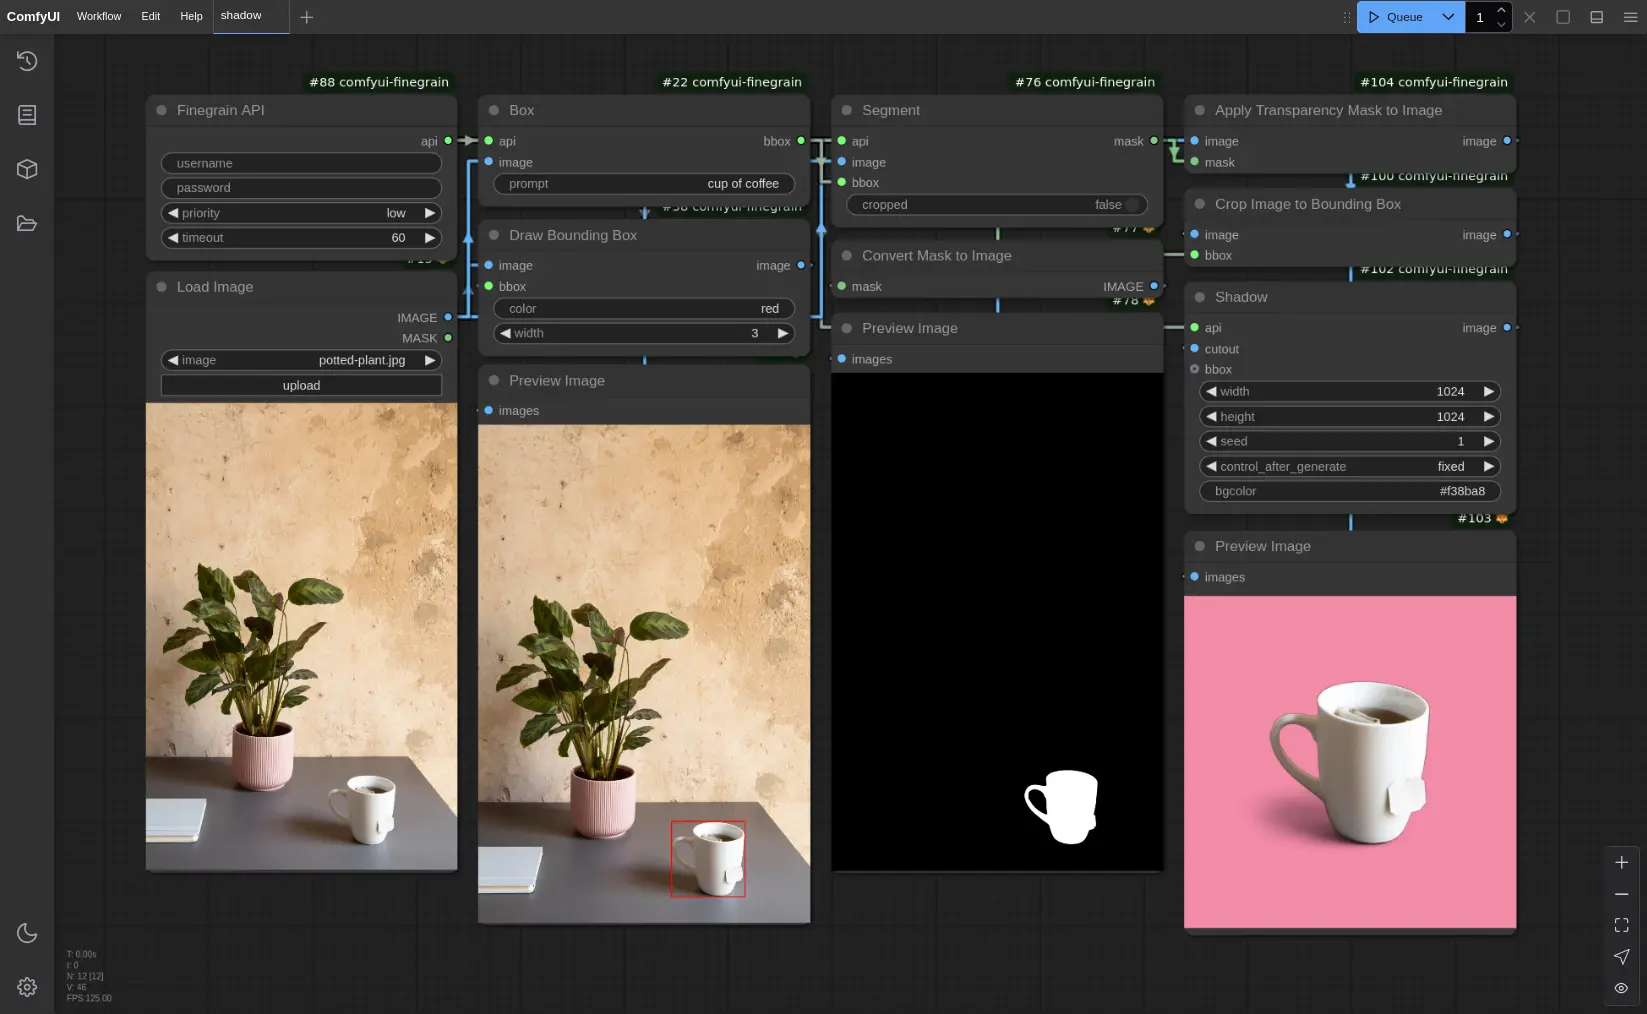 ComfyUI Workflow Edit Help shadow
Queue 1
#88 comfyui-finegrain
Finegrain API
api
username
password
priority low
timeout 60
Load Image
IMAGE
MASK
image potted-plant.jpg
upload
#22 comfyui-finegrain
Box
api bbox
image
prompt cup of coffee
Draw Bounding Box
image image
bbox
color red
width 3
Preview Image
images
#76 comfyui-finegrain
Segment
api mask
image
bbox
cropped false
#77
Convert Mask to Image
mask IMAGE
#78
Preview Image
images
#104 comfyui-finegrain
Apply Transparency Mask to Image
image image
mask
#100 comfyui-finegrain
Crop Image to Bounding Box
image image
bbox
#102 comfyui-finegrain
Shadow
api image
cutout
bbox
width 1024
height 1024
seed 1
control_after_generate fixed
bgcolor #f38ba8
#103
Preview Image
images
T: 0.00s
I: 0
N: 12 [12]
V: 46
FPS:125.00